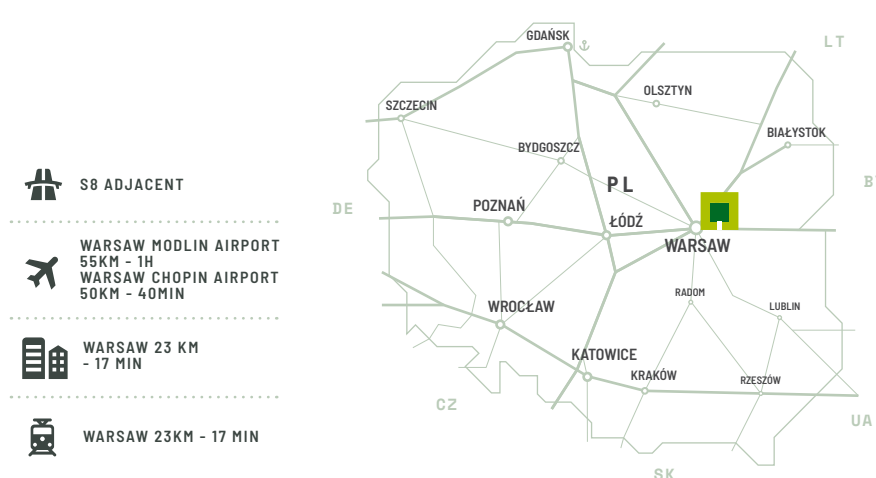 S8 ADJACENT
WARSAW MODLIN AIRPORT
55KM - 1H
WARSAW CHOPIN AIRPORT
50KM - 40MIN
WARSAW 23 KM
- 17 MIN
WARSAW 23KM - 17 MIN
GDAŃSK
LT
OLSZTYN
SZCZECIN
BIAŁYSTOK
BYDGOSZCZ
PL
B
DE
POZNAŃ
ŁÓDŹ
WARSAW
RADOM
LUBLIN
WROCŁAW
KATOWICE
KRAKÓW
RZESZÓW
CZ
UA
SK